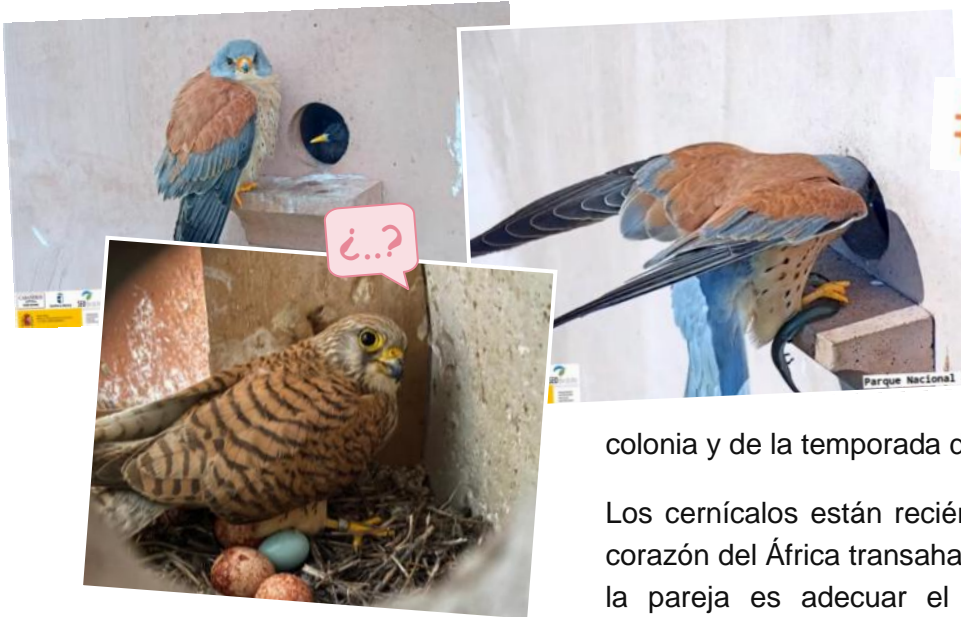 ¿..?
Parque Nacional
colonia y de la temporada
Los cernícalos están recién
corazón del África transaha
la pareja es adecuar el